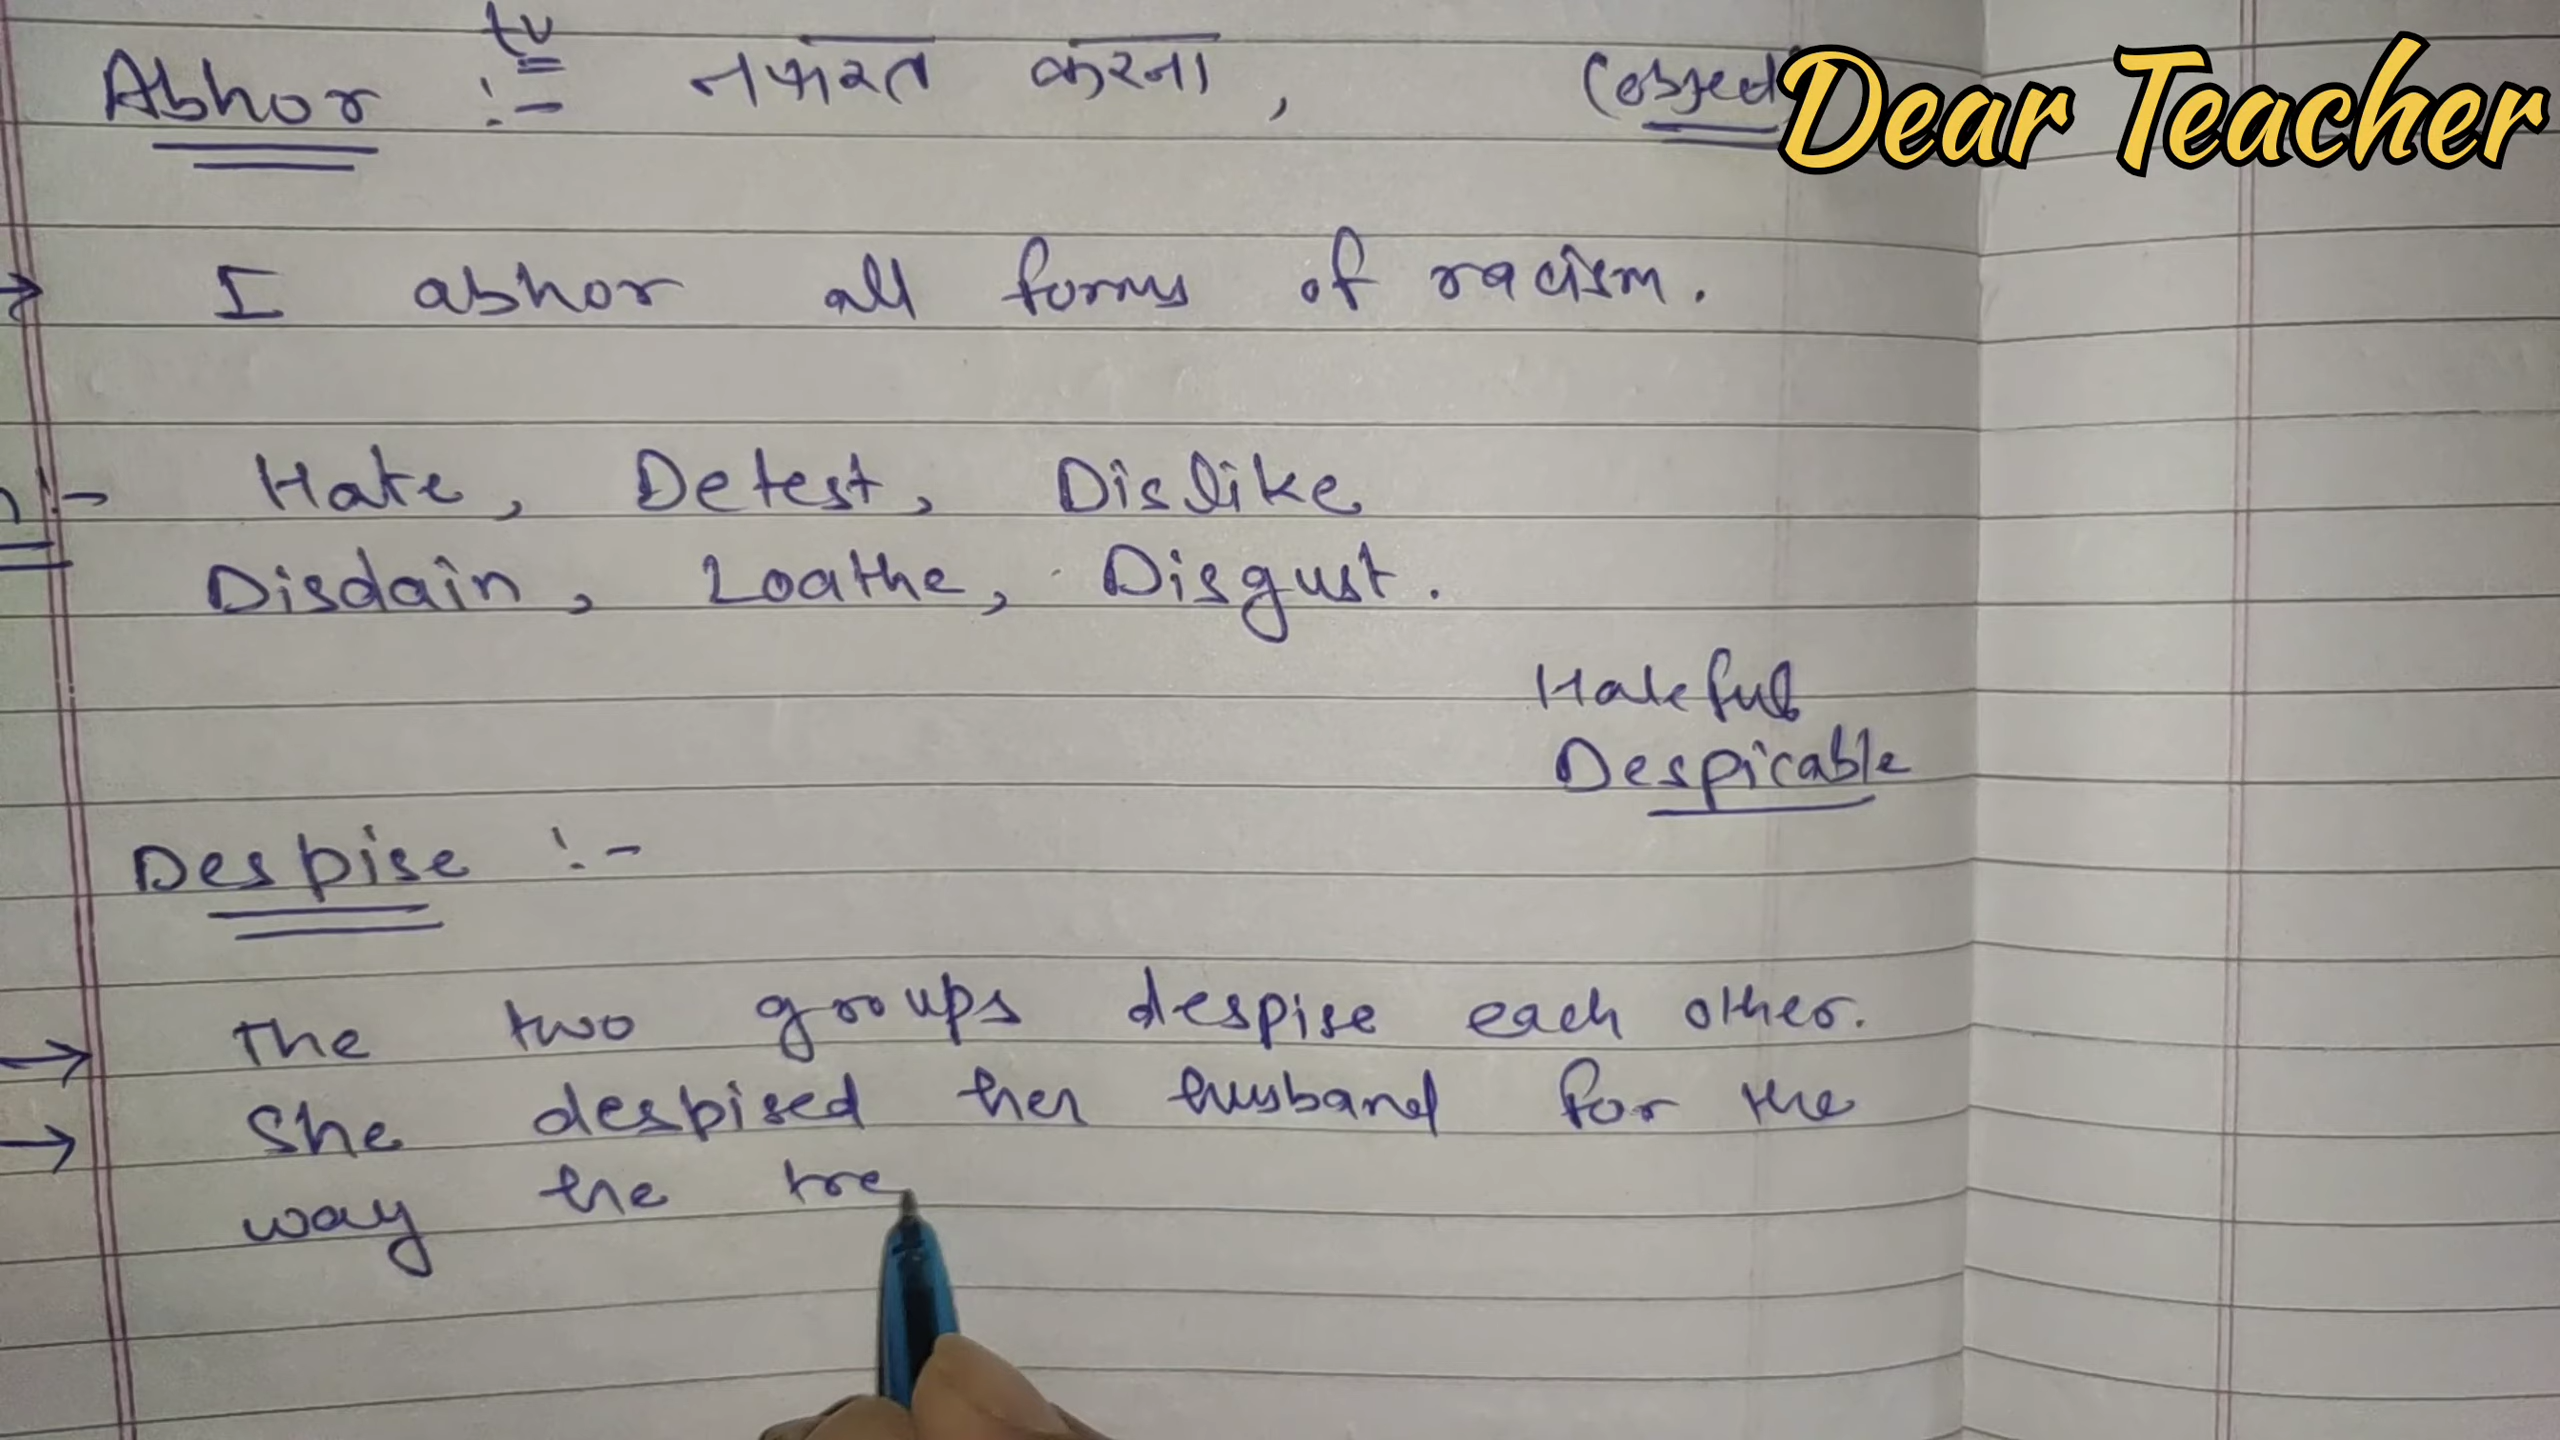 tv
Abhor :- नफरत करना, (object
Dear Teacher
→ I abhor all forms of racism.
n :- Hate, Detest, Dislike
Disdain, Loathe, Disgust.
Hateful
Despicable
Despise :-
→ The two groups despise each other.
→ She despised her husband for the
way he tre